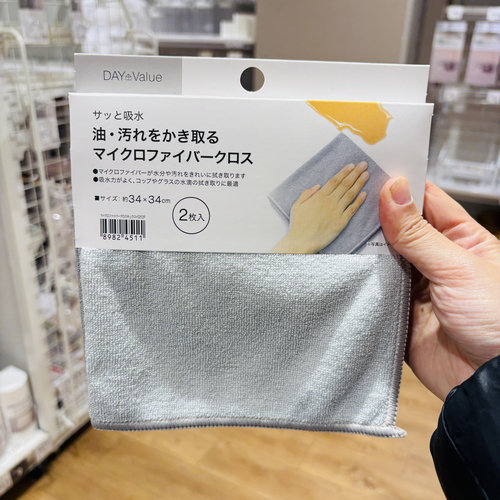 DAY Value
サッと吸水
油・汚れをかき取る
マイクロファイバークロス
●マイクロファイバーが水分や汚れをきれいに拭き取ります
●吸水力がよく、コップやグラスの水滴の拭き取りに最適
■サイズ：約34×34cm
2枚入
8982 4511